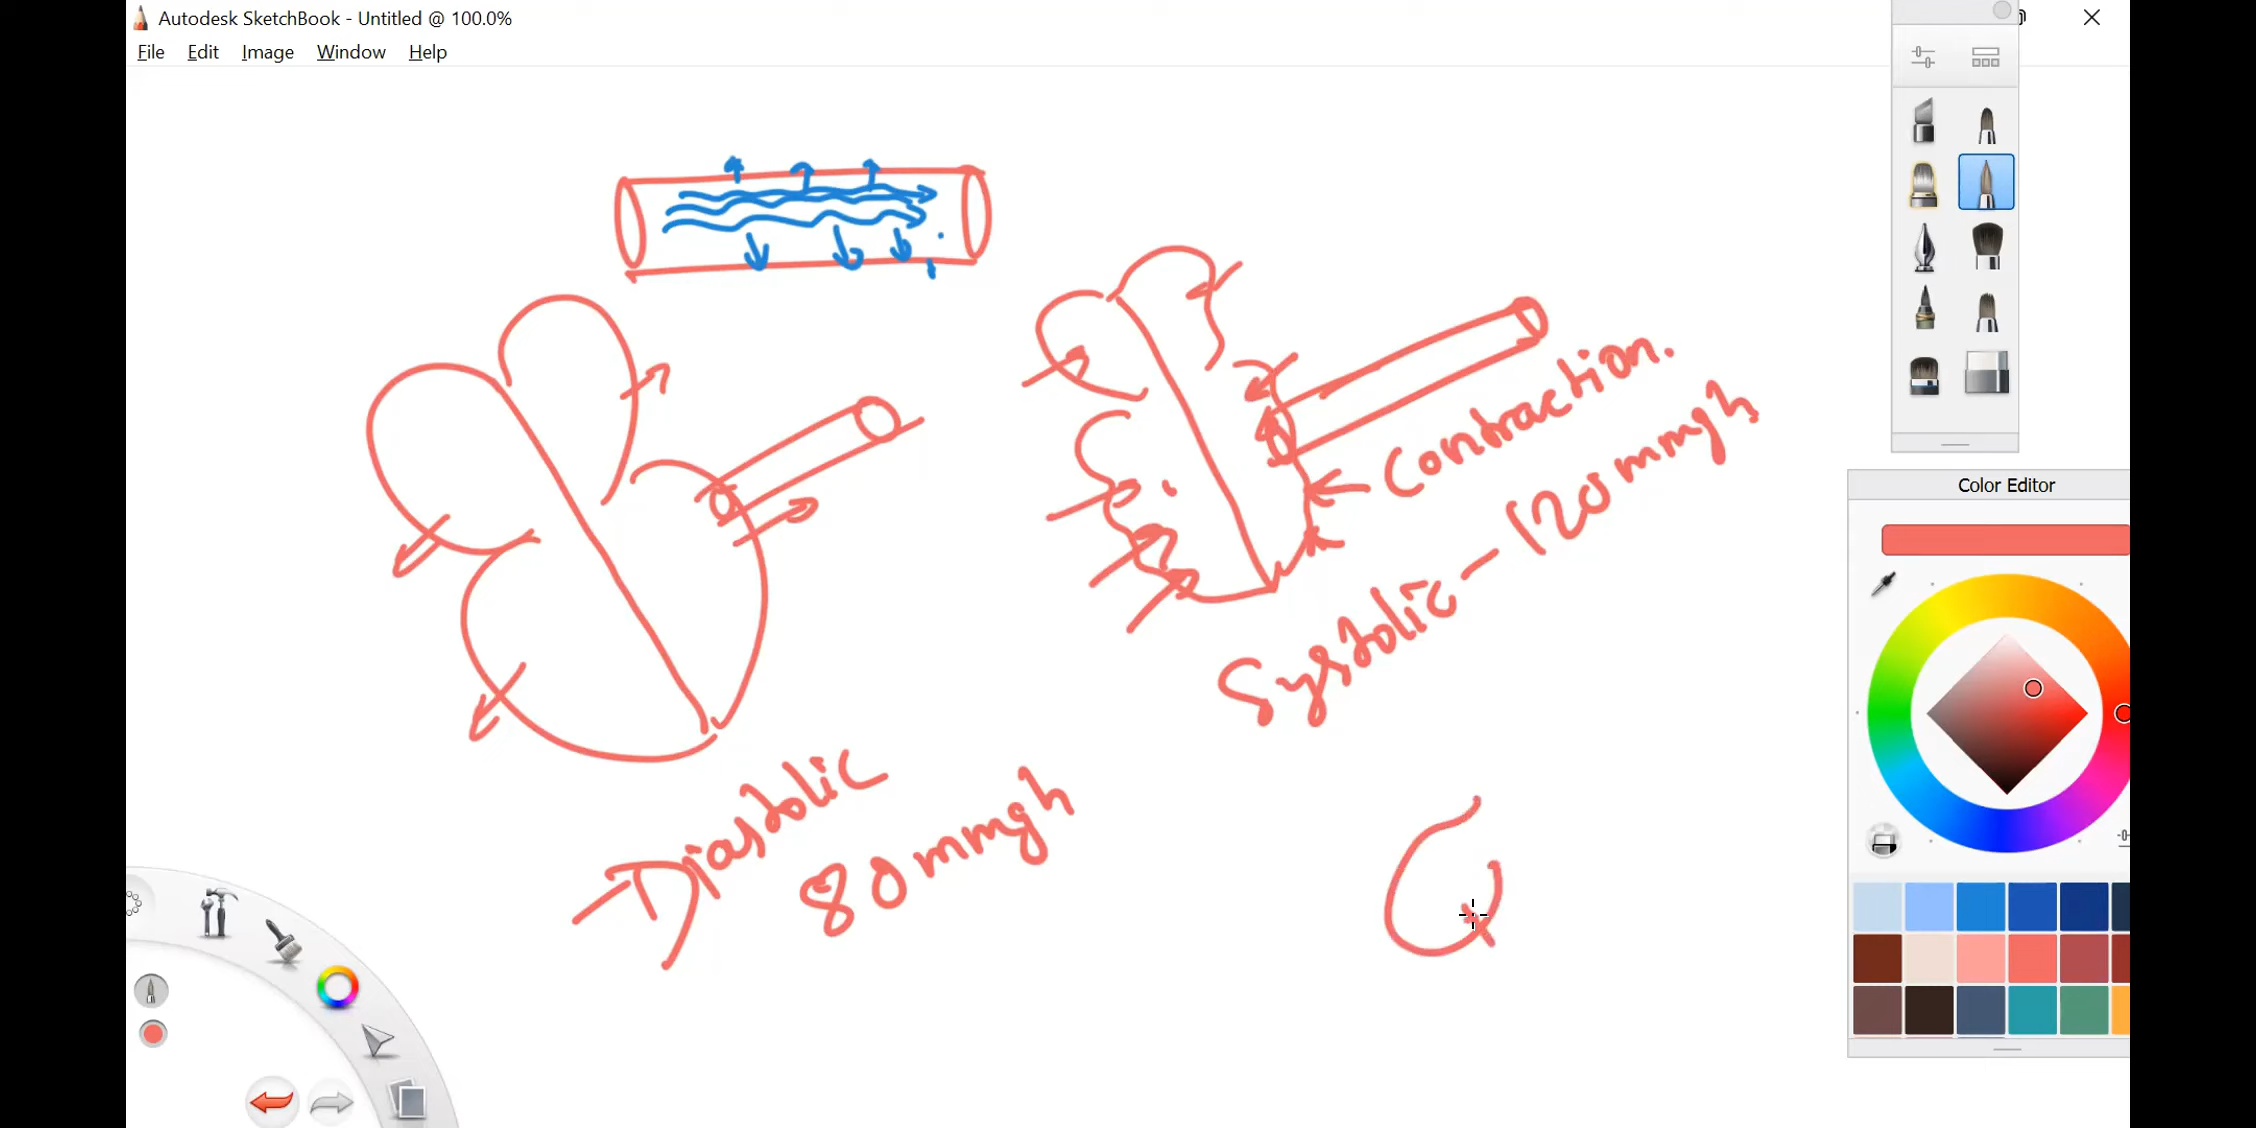 Autodesk SketchBook - Untitled @ 100.0%
File Edit Image Window Help
Contraction.
Systolic - 120 mmgh
Color Editor
Diastolic
80 mmgh